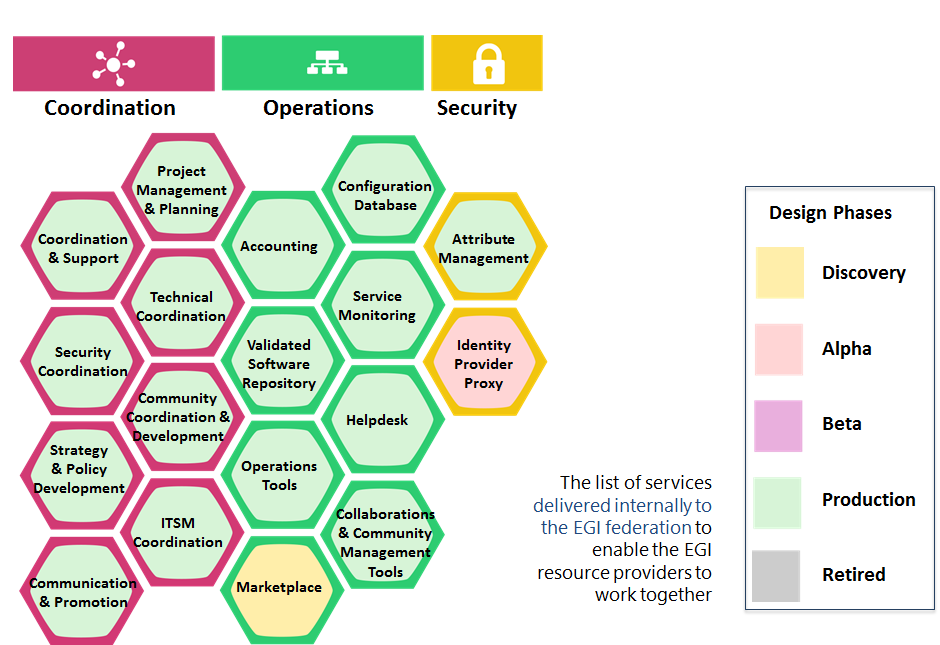 Coordination
Operations
Security
Project
Management
& Planning
Coordination
& Support
Technical
Coordination
Security
Coordination
Community
Coordination &
Development
Strategy
& Policy
Development
ITSM
Coordination
Communication
& Promotion
Configuration
Database
Accounting
Service
Monitoring
Validated
Software
Repository
Helpdesk
Operations
Tools
Collaborations
& Community
Management
Tools
Marketplace
Attribute
Management
Identity
Provider
Proxy
The list of services
delivered internally to
the EGI federation to
enable the EGI
resource providers to
work together
Design Phases
Discovery
Alpha
Beta
Production
Retired